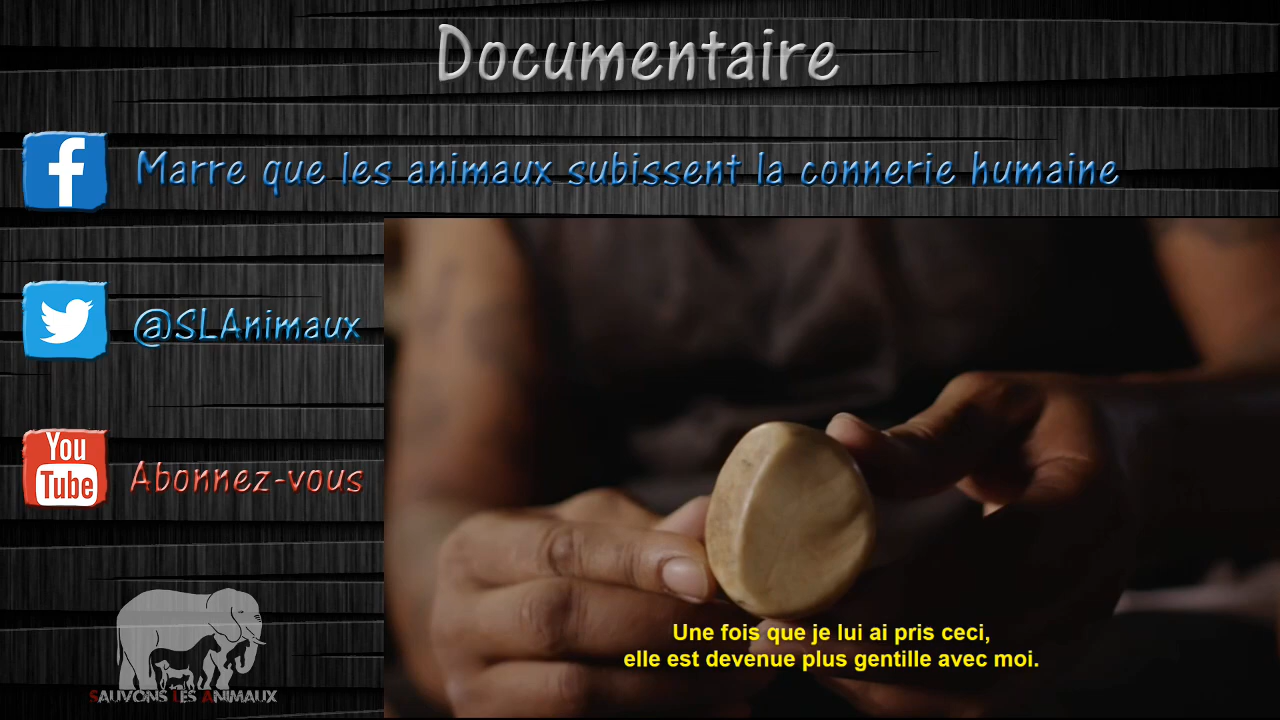 Documentaire
f
Marre que les animaux subissent la connerie humaine
@SLAnimaux
You
Tube
Abonnez-vous
SAUVONS LES ANIMAUX
Une fois que je lui ai pris ceci,
elle est devenue plus gentille avec moi.